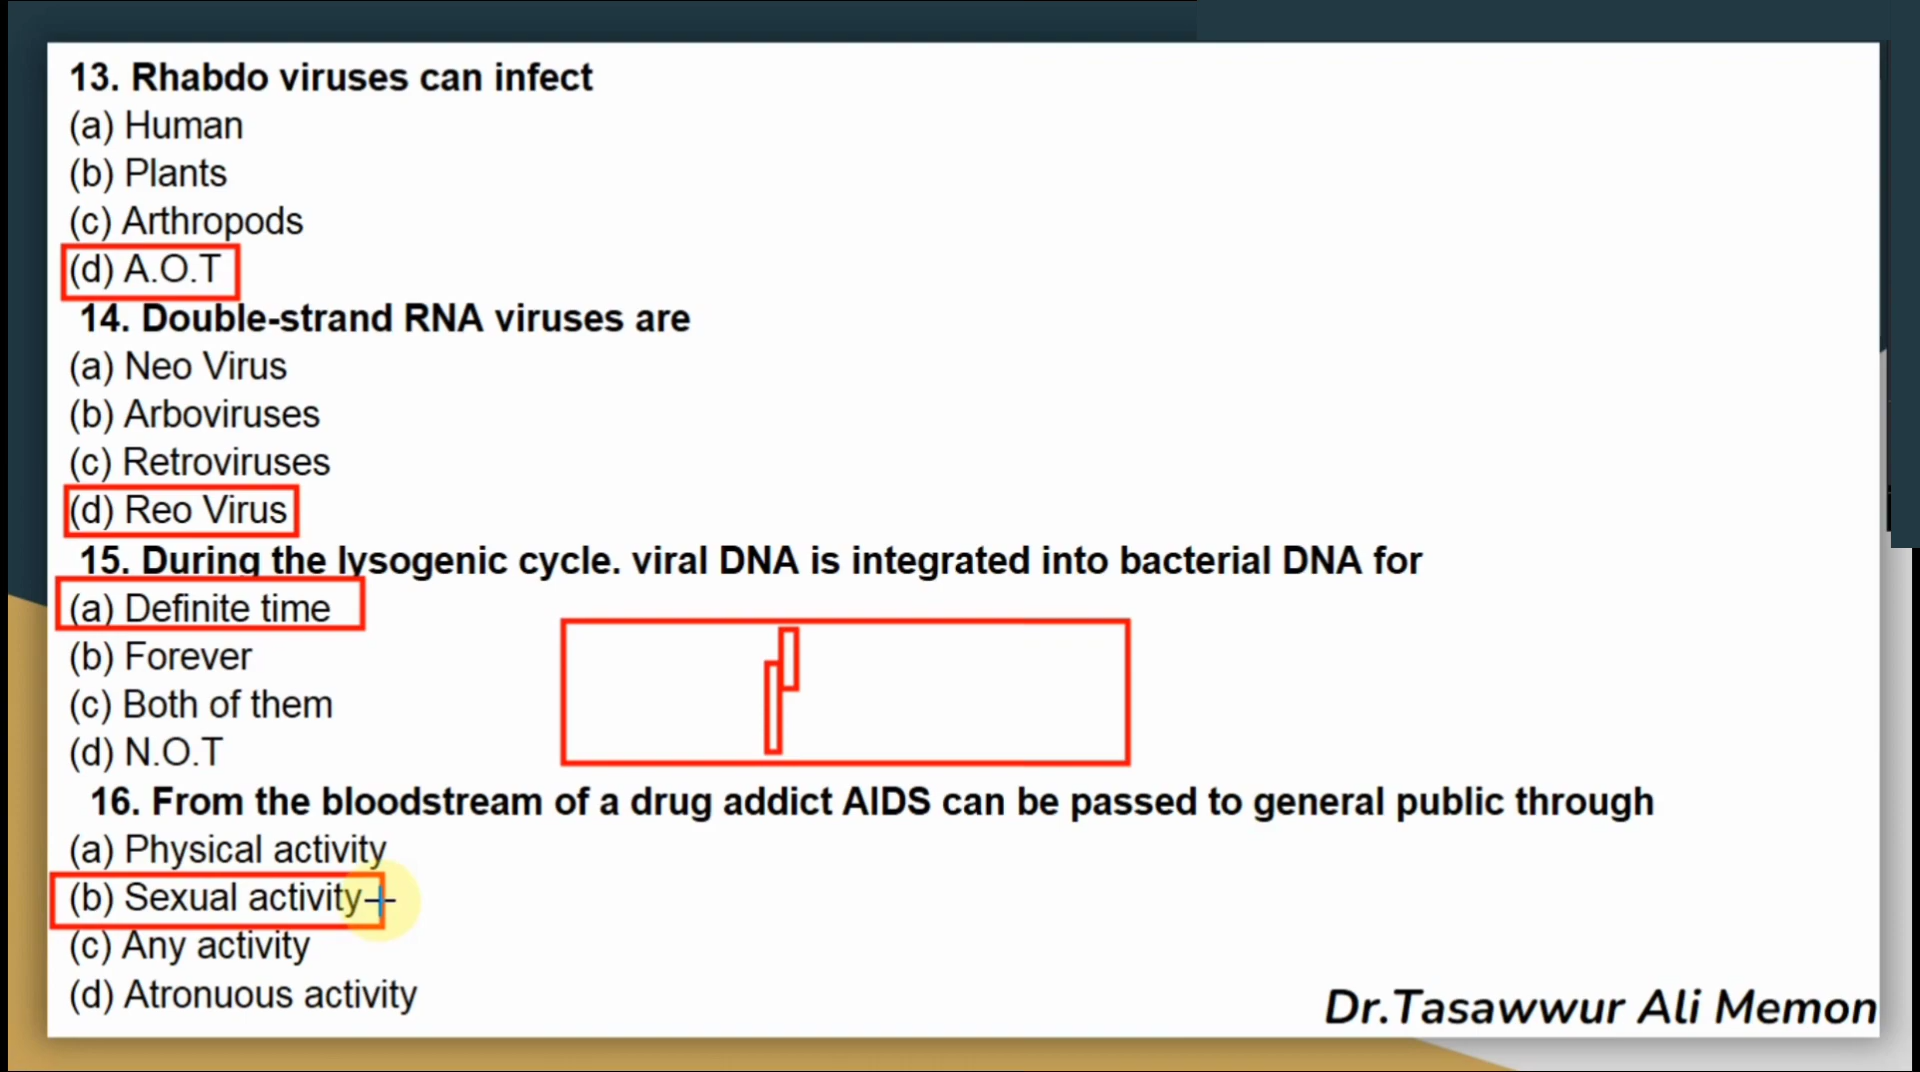 13. Rhabdo viruses can infect
(a) Human
(b) Plants
(c) Arthropods
(d) A.O.T
14. Double-strand RNA viruses are
(a) Neo Virus
(b) Arboviruses
(c) Retroviruses
(d) Reo Virus
15. During the lysogenic cycle. viral DNA is integrated into bacterial DNA for
(a) Definite time
(b) Forever
(c) Both of them
(d) N.O.T
16. From the bloodstream of a drug addict AIDS can be passed to general public through
(a) Physical activity
(b) Sexual activity
(c) Any activity
(d) Atronuous activity
Dr.Tasawwur Ali Memon